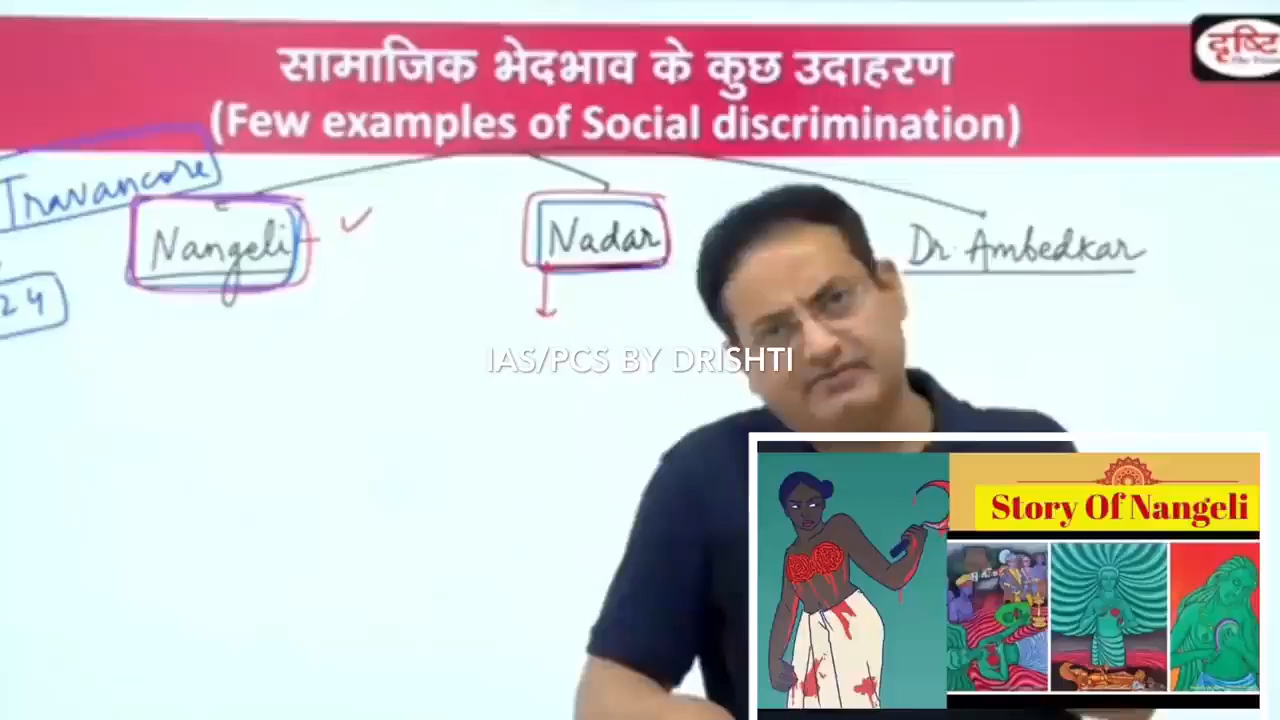 सामाजिक भेदभाव के कुछ उदाहरण
(Few examples of Social discrimination)
दृष्टि
Travancore
Nangeli
Nadar
Dr. Ambedkar
24
IAS/PCS BY DRISHTI
Story Of Nangeli